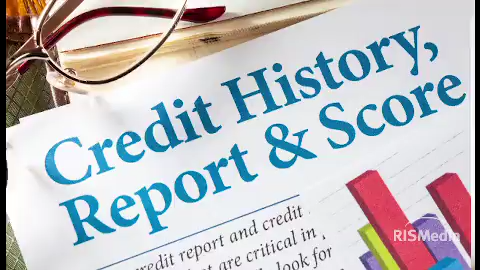 Credit History,
Report & Score
credit report and credit
are critical in
look for
RISMedia